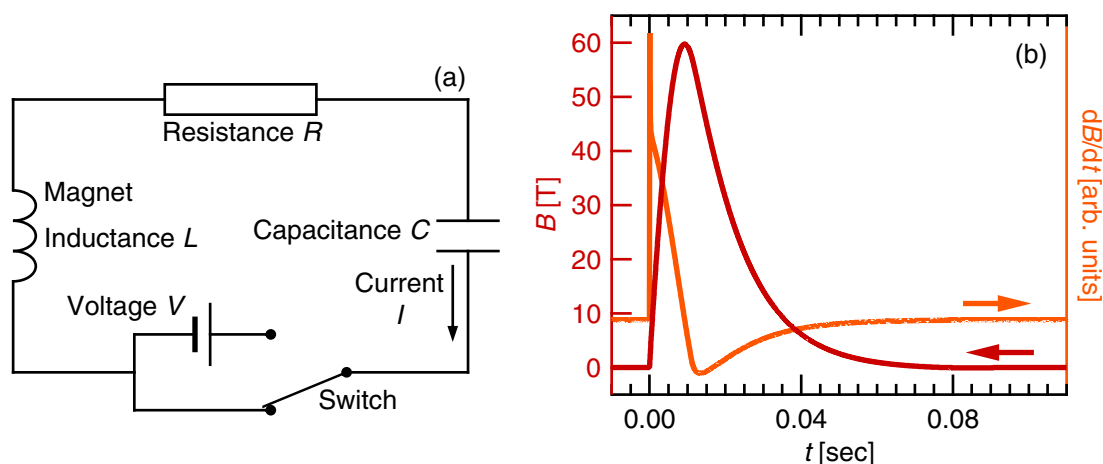 (a)
Resistance R
Magnet
Inductance L
Capacitance C
Current
I
Voltage V
Switch
(b)
60
50
40
30
20
10
0
B [T]
dB/dt [arb. units]
0.00
0.04
0.08
t [sec]